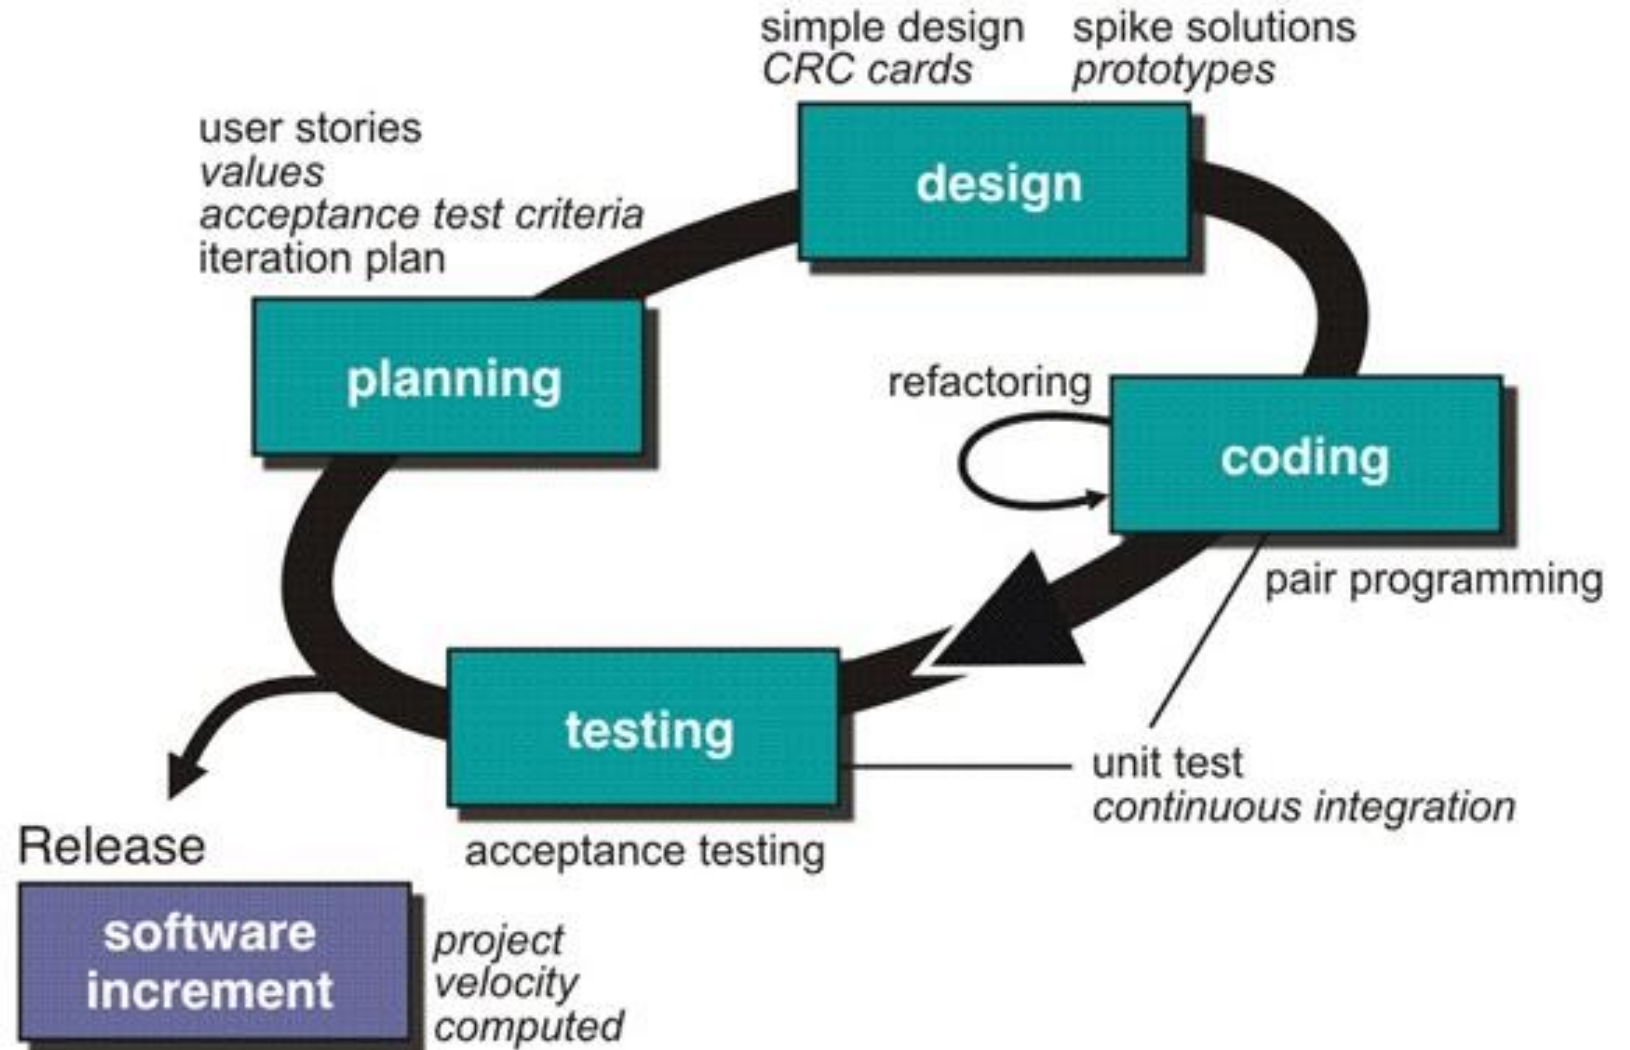 simple design
CRC cards
spike solutions
prototypes
user stories
values
acceptance test criteria
iteration plan
design
planning
refactoring
coding
pair programming
testing
unit test
continuous integration
acceptance testing
Release
software
increment
project
velocity
computed